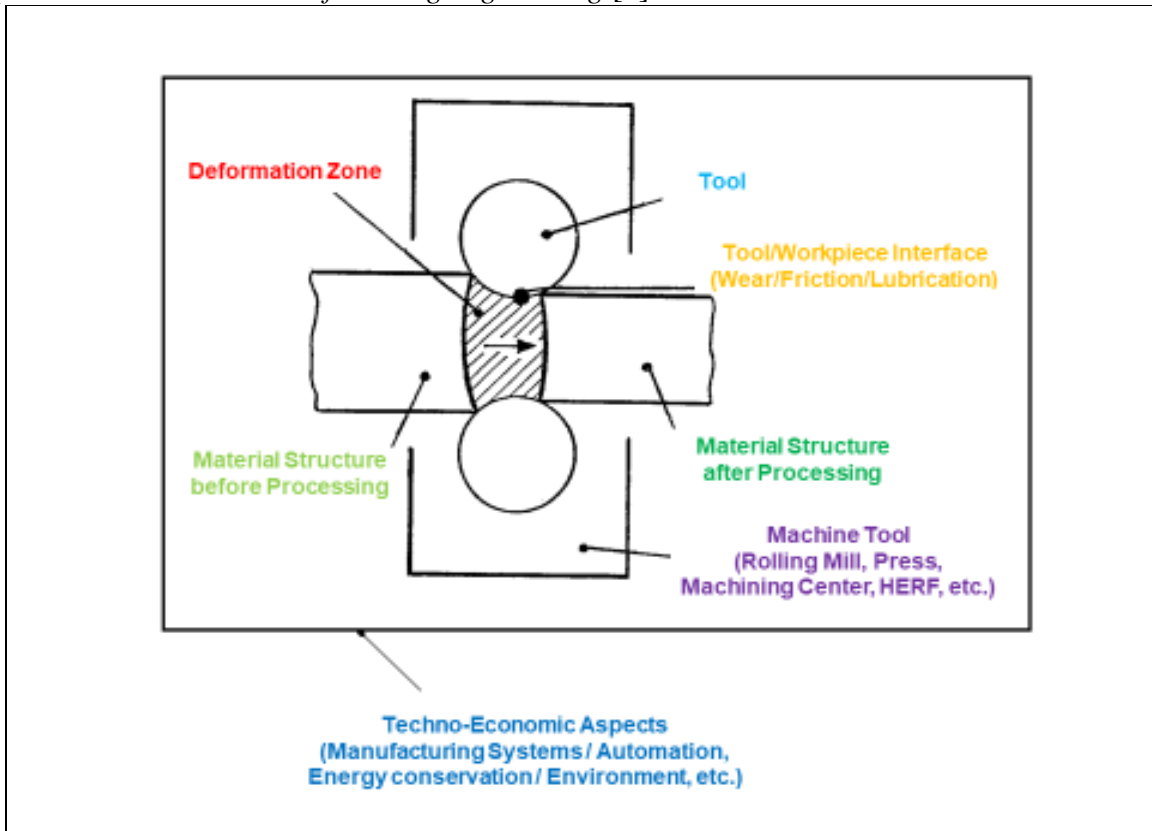 Deformation Zone
Tool
Tool/Workpiece Interface
(Wear/Friction/Lubrication)
Material Structure
before Processing
Material Structure
after Processing
Machine Tool
(Rolling Mill, Press,
Machining Center, HERF, etc.)
Techno-Economic Aspects
(Manufacturing Systems / Automation,
Energy conservation / Environment, etc.)